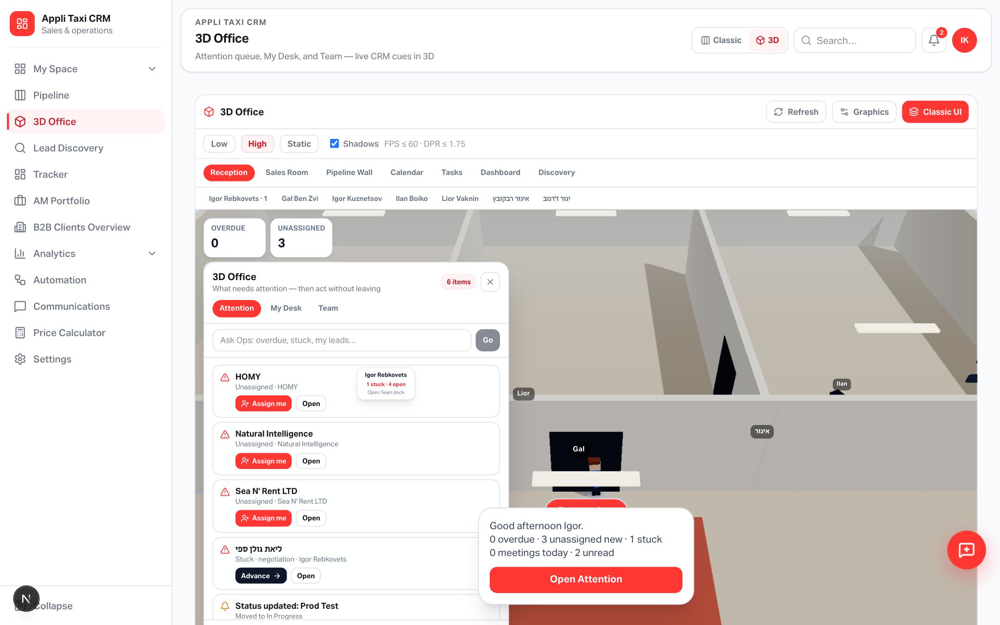 Appli Taxi CRM
Sales & operations
My Space
Pipeline
3D Office
Lead Discovery
Tracker
AM Portfolio
B2B Clients Overview
Analytics
Automation
Communications
Price Calculator
Settings
N
Collapse
APPLI TAXI CRM
3D Office
Attention queue, My Desk, and Team — live CRM cues in 3D
Classic
3D
Search...
2
IK
3D Office
Refresh
Graphics
Classic UI
Low
High
Static
Shadows
FPS ≤ 60 · DPR ≤ 1.75
Reception
Sales Room
Pipeline Wall
Calendar
Tasks
Dashboard
Discovery
Igor Rebkovets · 1
Gal Ben Zvi
Igor Kuznetsov
Ilan Boiko
Lior Vaknin
איגור רבקובץ
יגור ז'דנוב
OVERDUE
0
UNASSIGNED
3
3D Office
What needs attention — then act without leaving
6 items
Attention
My Desk
Team
Ask Ops: overdue, stuck, my leads...
Go
HOMY
Unassigned · HOMY
Assign me
Open
Igor Rebkovets
1 stuck · 4 open
Open Team dock
Natural Intelligence
Unassigned · Natural Intelligence
Assign me
Open
Sea N' Rent LTD
Unassigned · Sea N' Rent LTD
Assign me
Open
ליאת גולן ספי
Stuck · negotiation · Igor Rebkovets
Advance
Open
Status updated: Prod Test
Moved to In Progress
Lior
Ilan
איגור
Gal
Good afternoon Igor.
0 overdue · 3 unassigned new · 1 stuck
0 meetings today · 2 unread
Open Attention